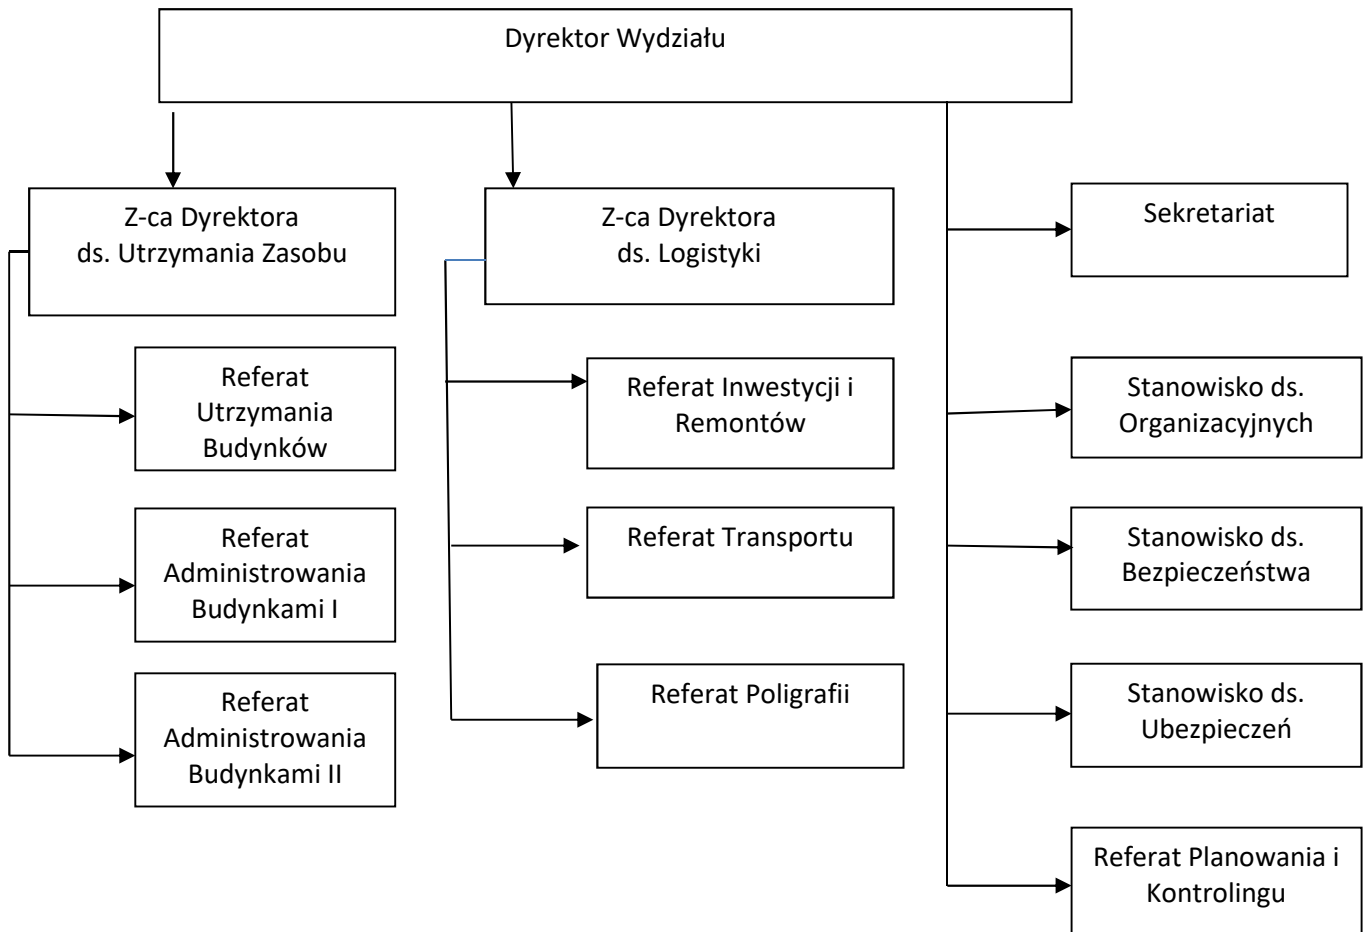 Dyrektor Wydziału
Z-ca Dyrektora
ds. Utrzymania Zasobu
Z-ca Dyrektora
ds. Logistyki
Sekretariat
Referat
Utrzymania
Budynków
Referat Inwestycji i
Remontów
Stanowisko ds.
Organizacyjnych
Referat
Administrowania
Budynkami I
Referat Transportu
Stanowisko ds.
Bezpieczeństwa
Referat
Administrowania
Budynkami II
Referat Poligrafii
Stanowisko ds.
Ubezpieczeń
Referat Planowania i
Kontrolingu